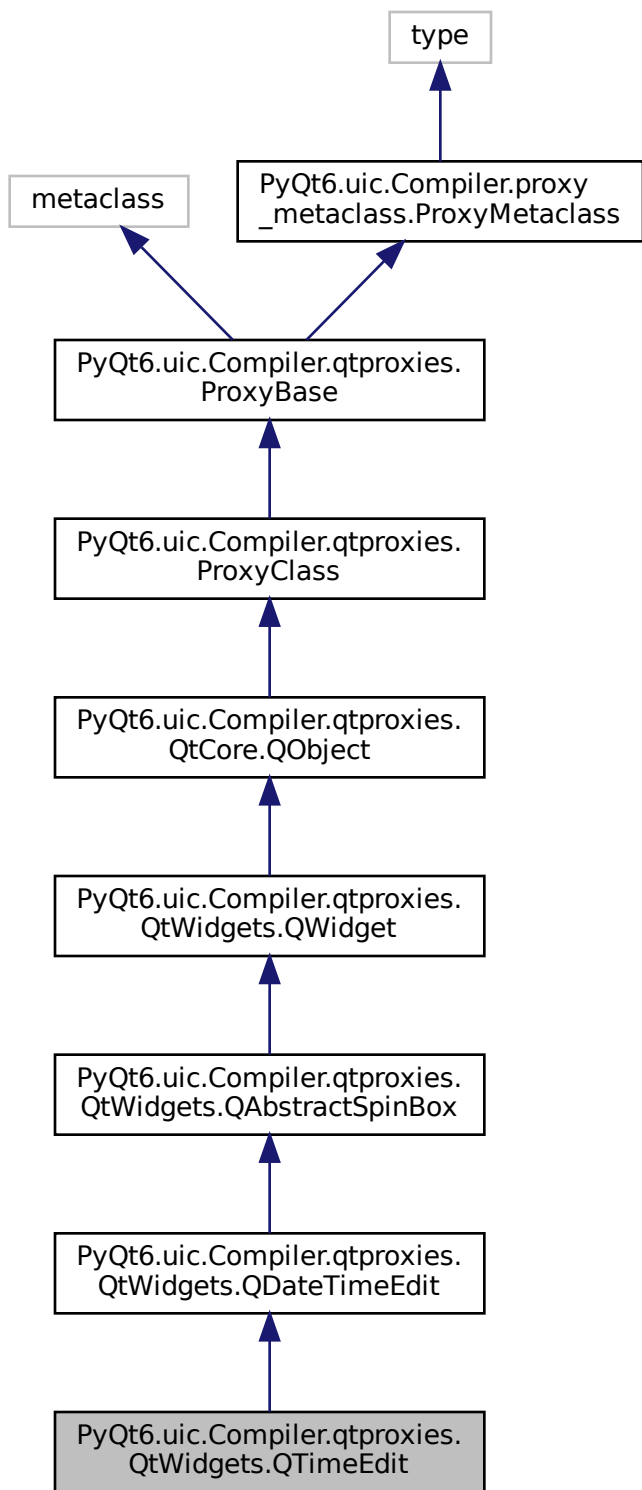 type
PyQt6.uic.Compiler.proxy
_metaclass.ProxyMetaclass
metaclass
PyQt6.uic.Compiler.qtproxies.
ProxyBase
PyQt6.uic.Compiler.qtproxies.
ProxyClass
PyQt6.uic.Compiler.qtproxies.
QtCore.QObject
PyQt6.uic.Compiler.qtproxies.
QtWidgets.QWidget
PyQt6.uic.Compiler.qtproxies.
QtWidgets.QAbstractSpinBox
PyQt6.uic.Compiler.qtproxies.
QtWidgets.QDateTimeEdit
PyQt6.uic.Compiler.qtproxies.
QtWidgets.QTimeEdit